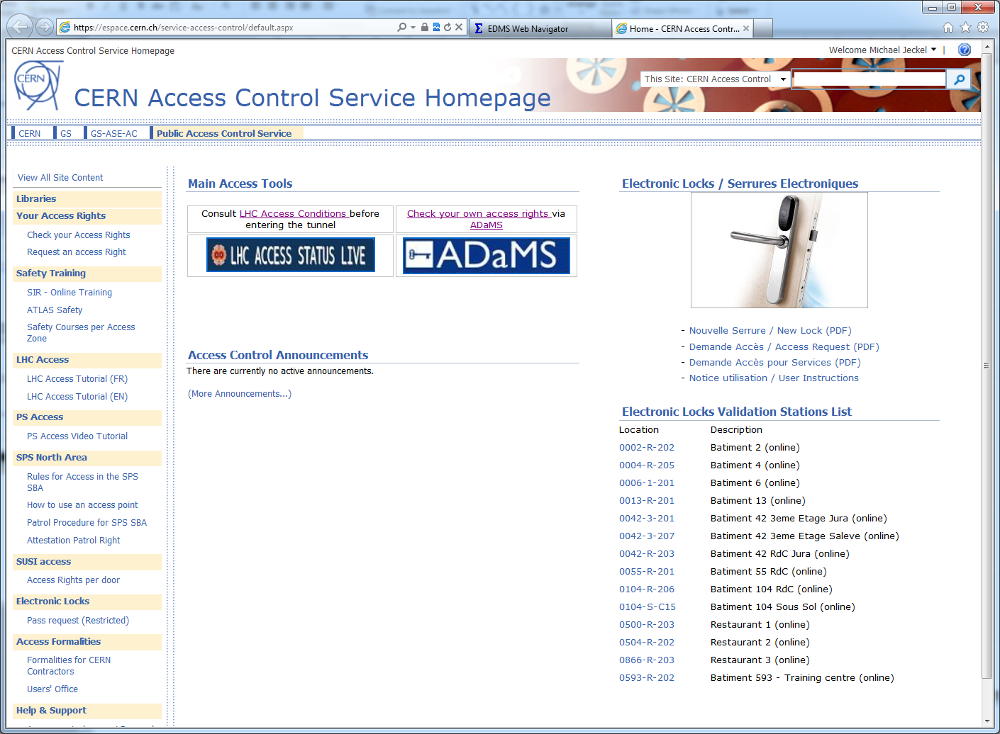 https://espace.cern.ch/service-access-control/default.aspx
EDMS Web Navigator
Home - CERN Access Contr...
CERN Access Control Service Homepage
Welcome Michael Jeckel
CERN
CERN Access Control Service Homepage
This Site: CERN Access Control
CERN
GS
GS-ASE-AC
Public Access Control Service
View All Site Content
Libraries
Your Access Rights
Check your Access Rights
Request an access Right
Safety Training
SIR - Online Training
ATLAS Safety
Safety Courses per Access
Zone
LHC Access
LHC Access Tutorial (FR)
LHC Access Tutorial (EN)
PS Access
PS Access Video Tutorial
SPS North Area
Rules for Access in the SPS
SBA
How to use an access point
Patrol Procedure for SPS SBA
Attestation Patrol Right
SUSI access
Access Rights per door
Electronic Locks
Pass request (Restricted)
Access Formalities
Formalities for CERN
Contractors
Users' Office
Help & Support
Main Access Tools
Consult LHC Access Conditions before
entering the tunnel
Check your own access rights via
ADaMS
LHC ACCESS STATUS LIVE
ADaMS
Access Control Announcements
There are currently no active announcements.
(More Announcements...)
Electronic Locks / Serrures Electroniques
- Nouvelle Serrure / New Lock (PDF)
- Demande Accès / Access Request (PDF)
- Demande Accès pour Services (PDF)
- Notice utilisation / User Instructions
Electronic Locks Validation Stations List
Location Description
0002-R-202 Batiment 2 (online)
0004-R-205 Batiment 4 (online)
0006-1-201 Batiment 6 (online)
0013-R-201 Batiment 13 (online)
0042-3-201 Batiment 42 3eme Etage Jura (online)
0042-3-207 Batiment 42 3eme Etage Saleve (online)
0042-R-203 Batiment 42 RdC Jura (online)
0055-R-201 Batiment 55 RdC (online)
0104-R-206 Batiment 104 RdC (online)
0104-S-C15 Batiment 104 Sous Sol (online)
0500-R-203 Restaurant 1 (online)
0504-R-202 Restaurant 2 (online)
0866-R-203 Restaurant 3 (online)
0593-R-202 Batiment 593 - Training centre (online)